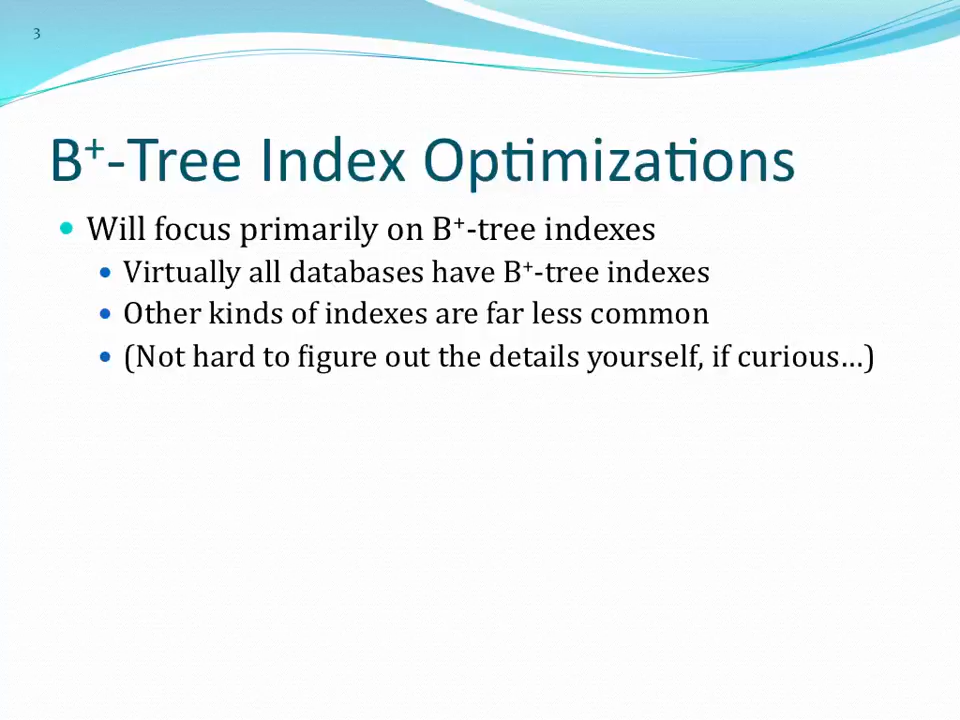 3
B⁺-Tree Index Optimizations
• Will focus primarily on B⁺-tree indexes
• Virtually all databases have B⁺-tree indexes
• Other kinds of indexes are far less common
• (Not hard to figure out the details yourself, if curious…)